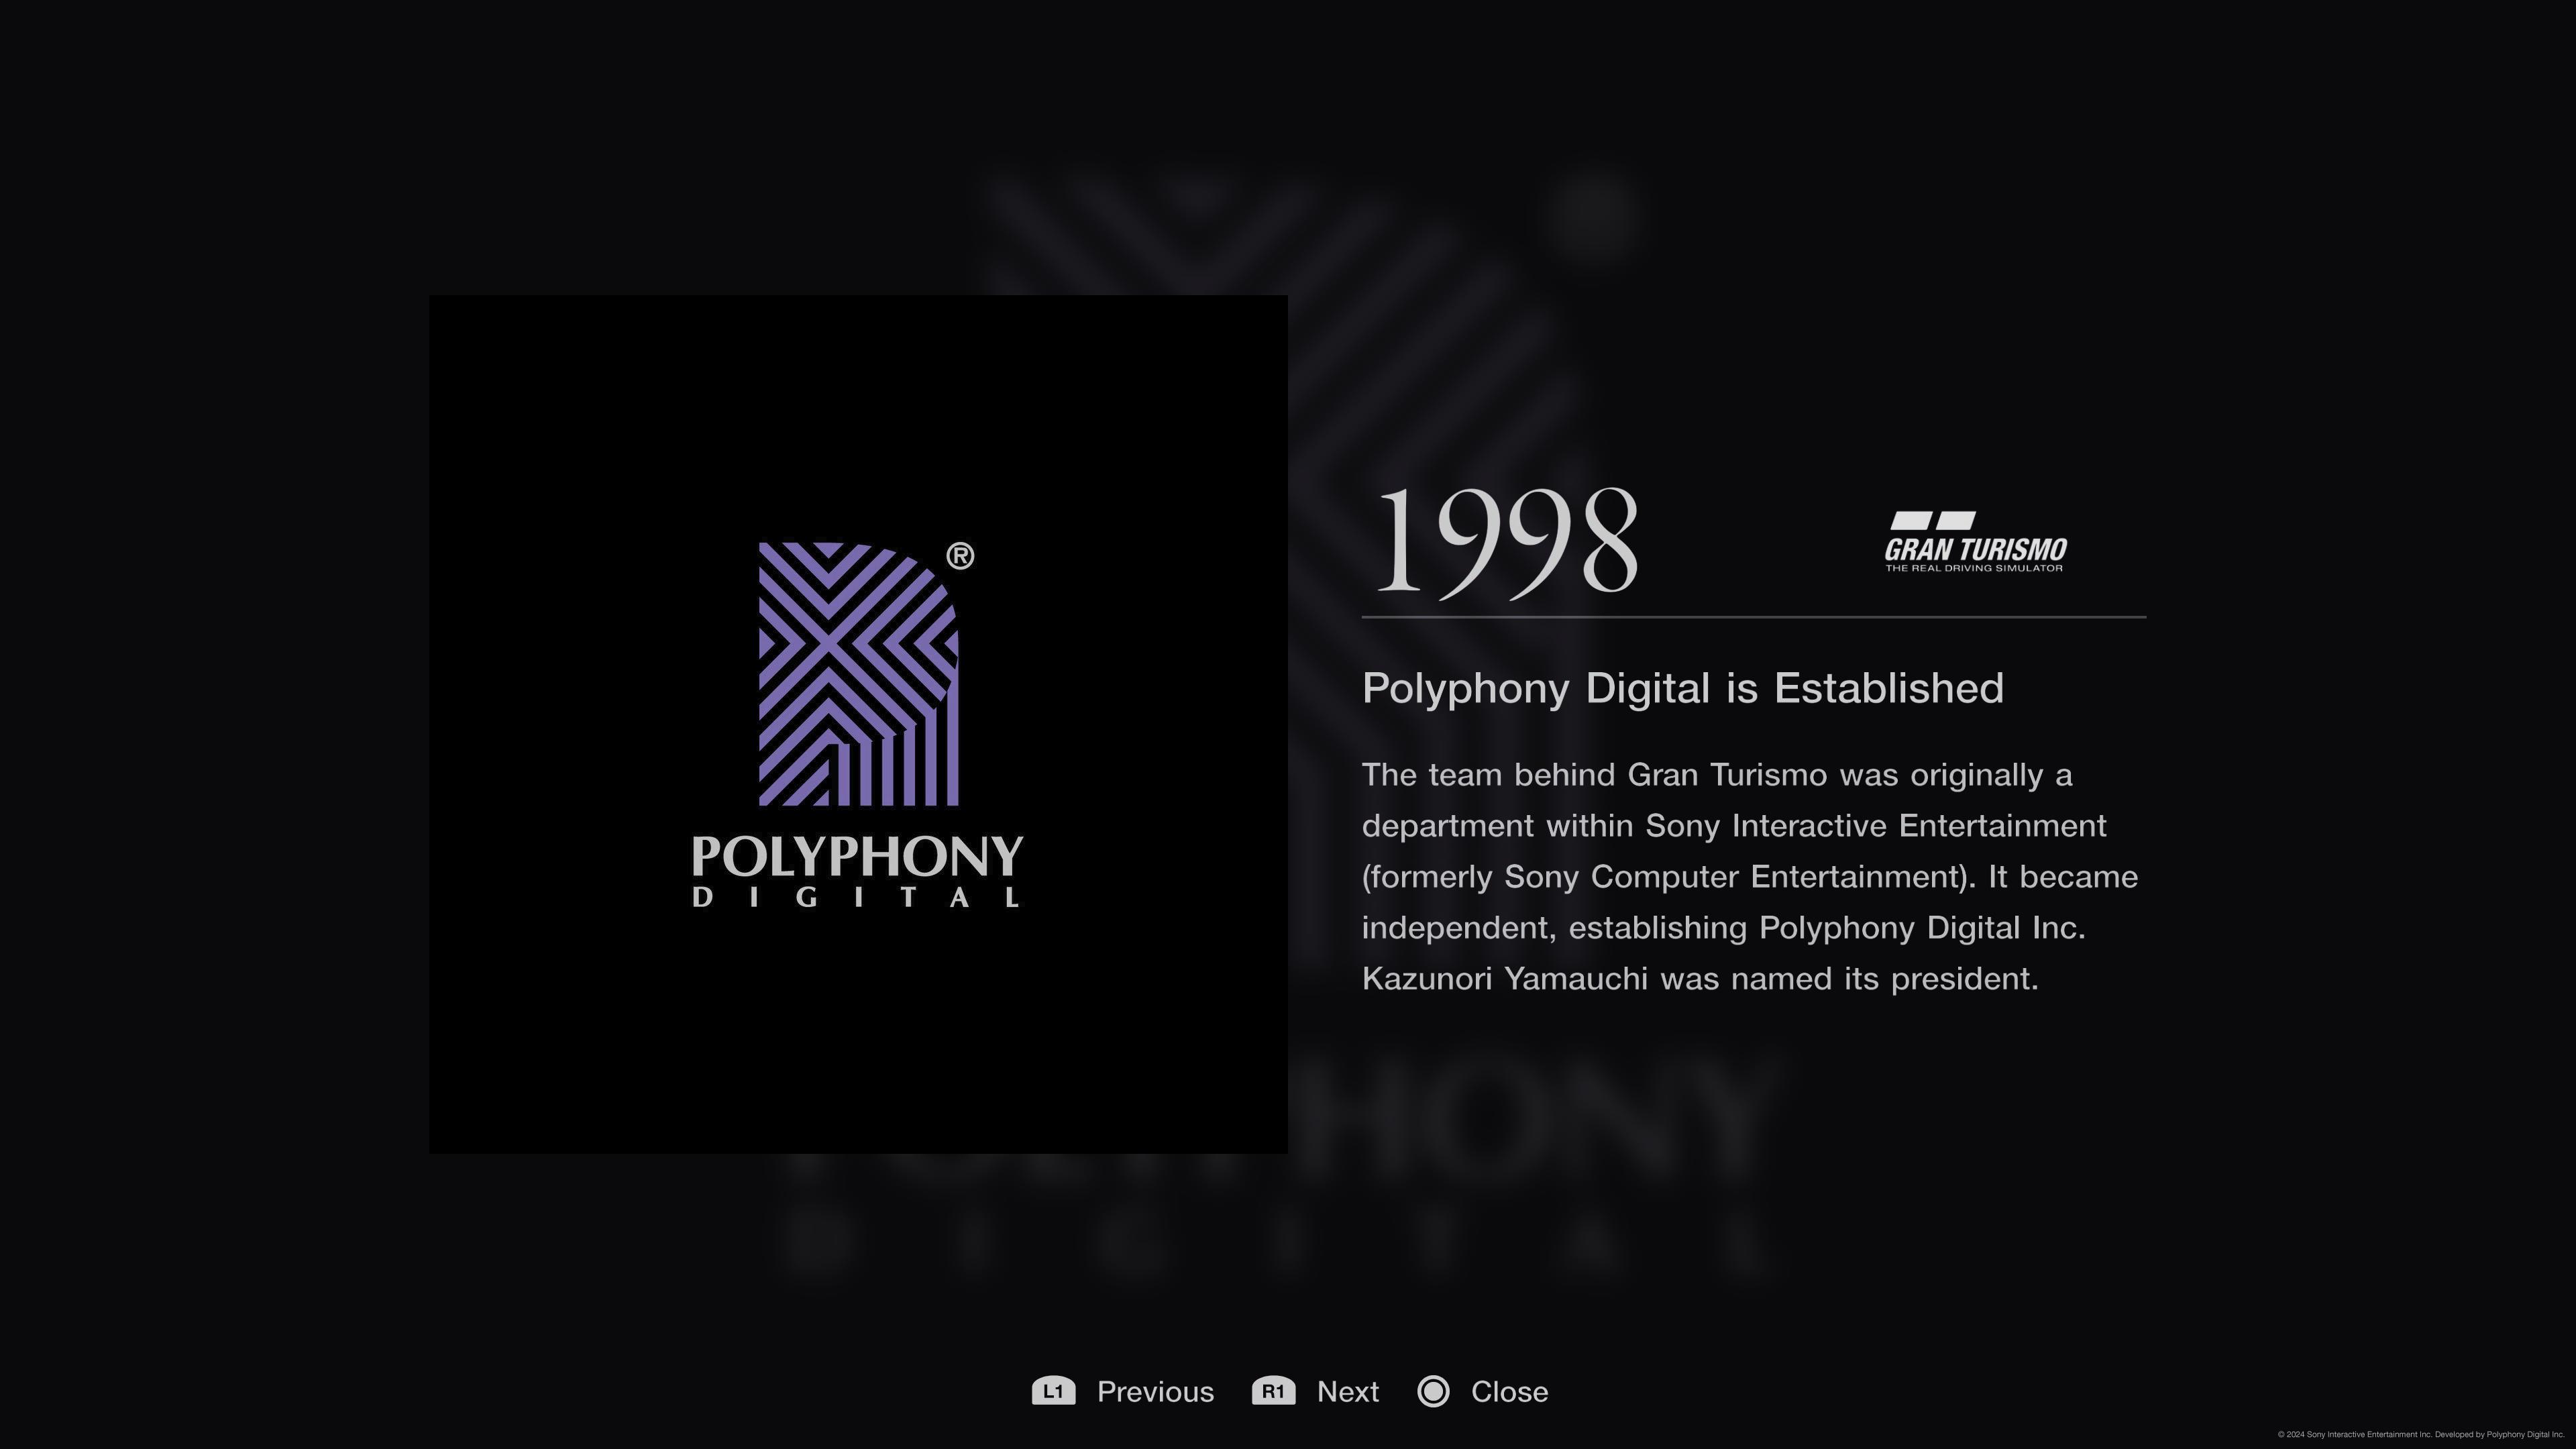 ®
POLYPHONY
DIGITAL
1998
GRAN TURISMO
THE REAL DRIVING SIMULATOR
Polyphony Digital is Established
The team behind Gran Turismo was originally a
department within Sony Interactive Entertainment
(formerly Sony Computer Entertainment). It became
independent, establishing Polyphony Digital Inc.
Kazunori Yamauchi was named its president.
L1 Previous R1 Next Close
© 2024 Sony Interactive Entertainment Inc. Developed by Polyphony Digital Inc.